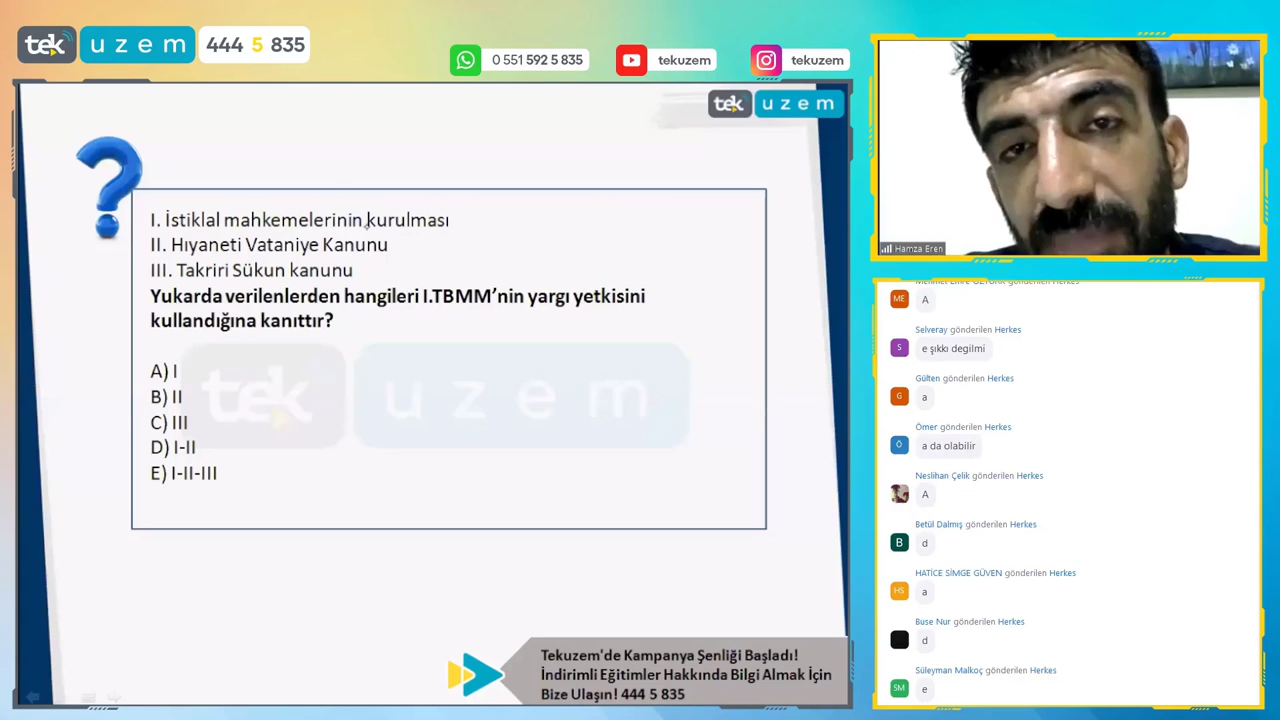 tek uzem 444 5 835
0 551 592 5 835
tekuzem
tekuzem
tek uzem
I. İstiklal mahkemelerinin kurulması
II. Hıyaneti Vataniye Kanunu
III. Takriri Sükun kanunu
Yukarda verilenlerden hangileri I.TBMM’nin yargı yetkisini
kullandığına kanıttır?
A) I
B) II
C) III
D) I-II
E) I-II-III
tek uzem
Tekuzem'de Kampanya Şenliği Başladı!
İndirimli Eğitimler Hakkında Bilgi Almak İçin
Bize Ulaşın! 444 5 835
Hamza Eren
Mehmet Emre ÖZTÜRK gönderilen Herkes
ME
A
Selveray gönderilen Herkes
S
e şıkkı degilmi
Gülten gönderilen Herkes
G
a
Ömer gönderilen Herkes
Ö
a da olabilir
Neslihan Çelik gönderilen Herkes
A
Betül Dalmış gönderilen Herkes
B
d
HATİCE SİMGE GÜVEN gönderilen Herkes
HS
a
Buse Nur gönderilen Herkes
d
Süleyman Malkoç gönderilen Herkes
SM
e